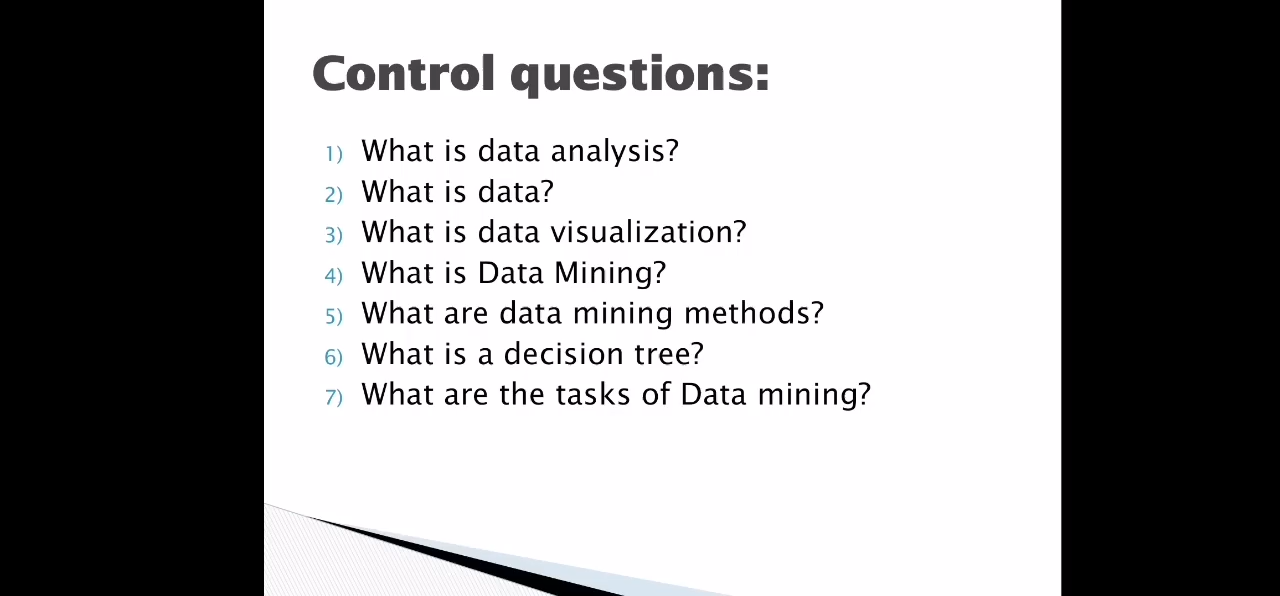 Control questions:
1) What is data analysis?
2) What is data?
3) What is data visualization?
4) What is Data Mining?
5) What are data mining methods?
6) What is a decision tree?
7) What are the tasks of Data mining?